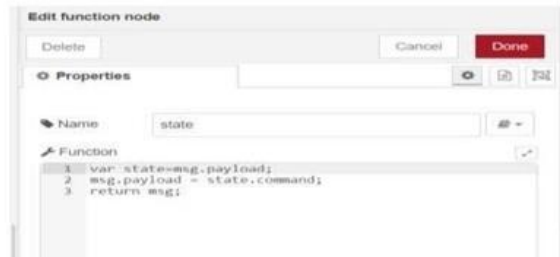 Edit function node
Delete Cancel Done
Properties
Name state
Function
1 var state=msg.payload;
2 msg.payload = state.command;
3 return msg;